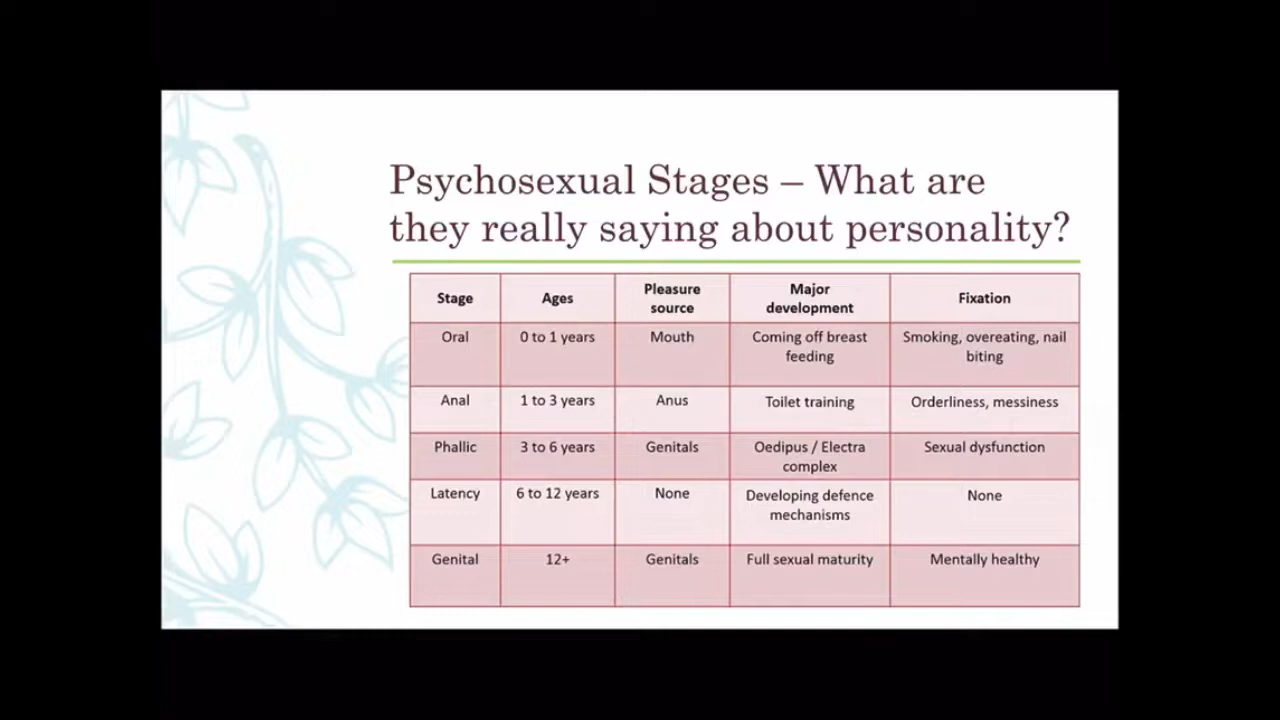 Psychosexual Stages – What are
they really saying about personality?
Stage Ages Pleasure source Major development Fixation
Oral 0 to 1 years Mouth Coming off breast feeding Smoking, overeating, nail biting
Anal 1 to 3 years Anus Toilet training Orderliness, messiness
Phallic 3 to 6 years Genitals Oedipus / Electra complex Sexual dysfunction
Latency 6 to 12 years None Developing defence mechanisms None
Genital 12+ Genitals Full sexual maturity Mentally healthy